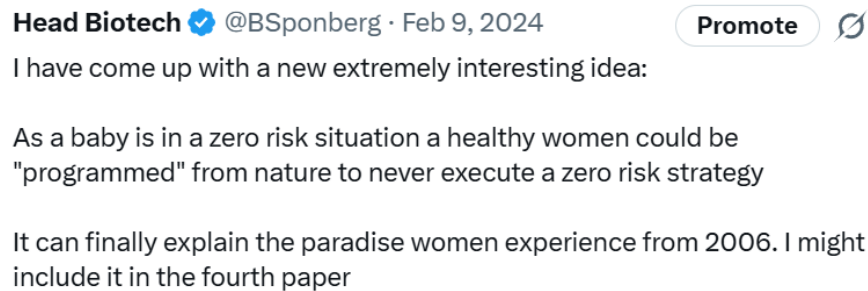 Head Biotech @BSponberg · Feb 9, 2024 Promote
I have come up with a new extremely interesting idea:
As a baby is in a zero risk situation a healthy women could be
"programmed" from nature to never execute a zero risk strategy
It can finally explain the paradise women experience from 2006. I might
include it in the fourth paper